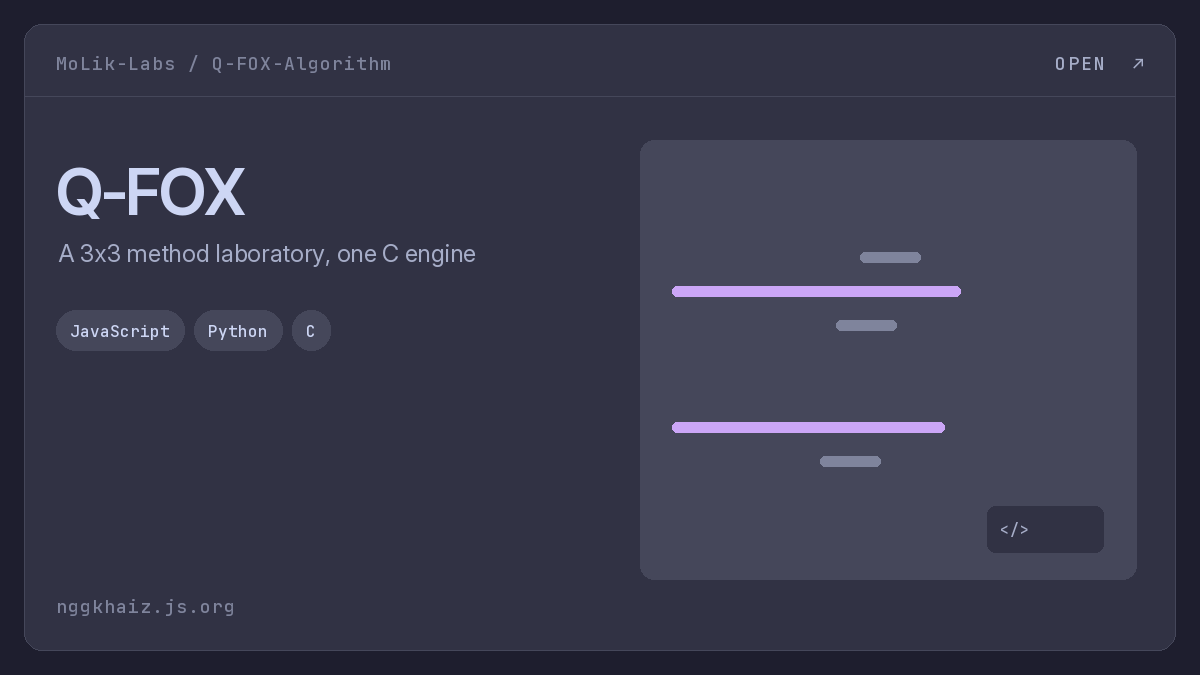 MoLik-Labs / Q-FOX-Algorithm
OPEN ↗
Q-FOX
A 3x3 method laboratory, one C engine
JavaScript Python C
</>
nggkhaiz.js.org